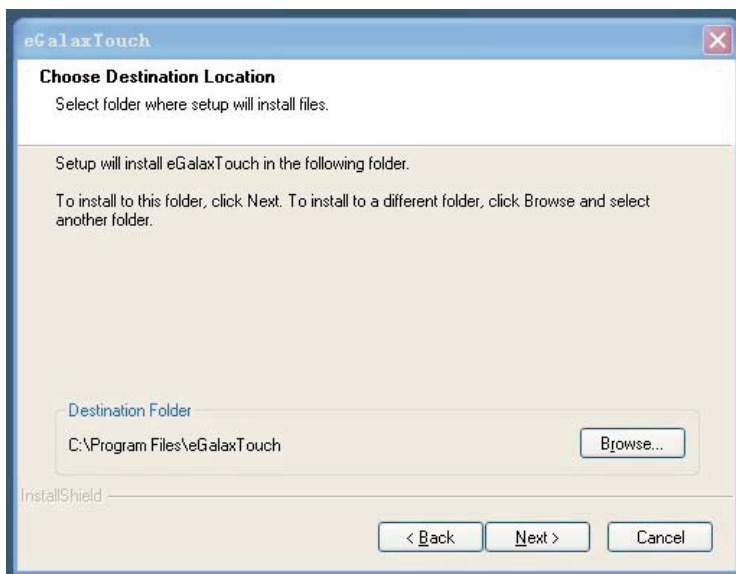 eGalaxTouch
Choose Destination Location
Select folder where setup will install files.
Setup will install eGalaxTouch in the following folder.
To install to this folder, click Next. To install to a different folder, click Browse and select
another folder.
Destination Folder
C:\Program Files\eGalaxTouch
Browse...
InstallShield
< Back
Next >
Cancel